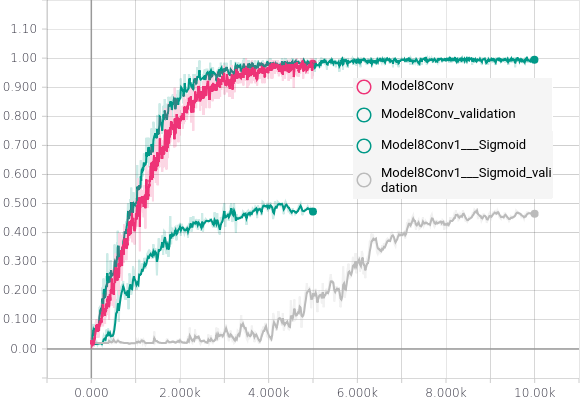 1.10
1.00
0.900
0.800
0.700
0.600
0.500
0.400
0.300
0.200
0.100
0.00
Model8Conv
Model8Conv_validation
Model8Conv1___Sigmoid
Model8Conv1___Sigmoid_vali
dation
0.000 2.000k 4.000k 6.000k 8.000k 10.00k